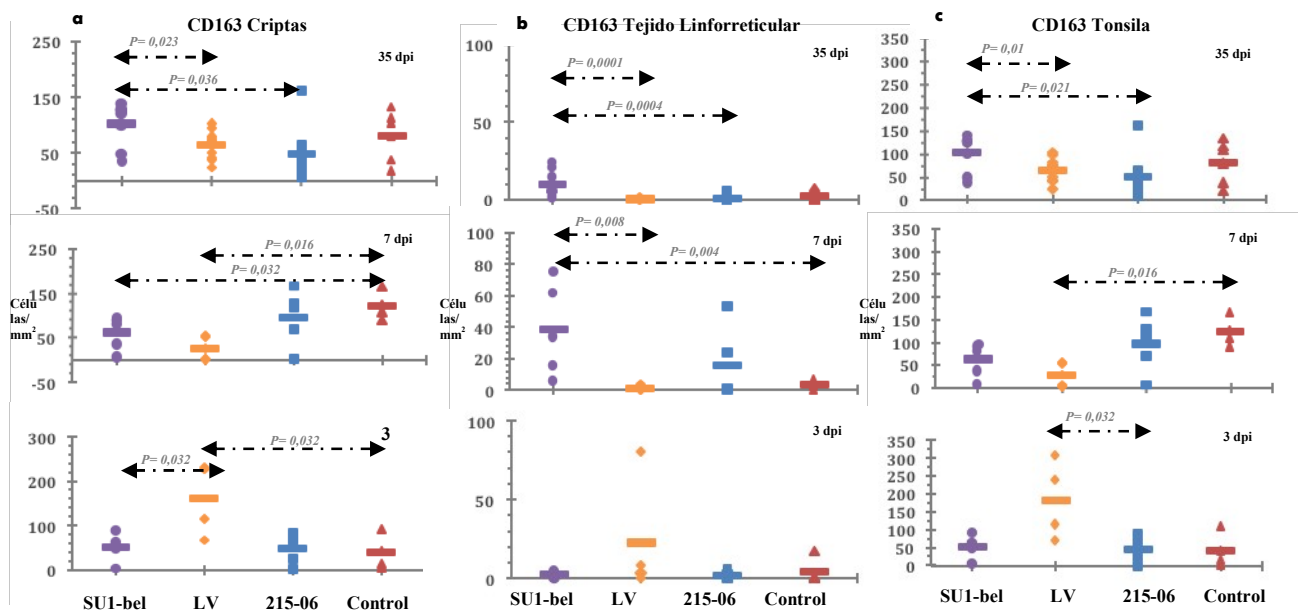 a
CD163 Criptas
b
CD163 Tejido Linforreticular
c
CD163 Tonsila
250
150
50
-50
P= 0,023
P= 0,036
35 dpi
100
50
0
P= 0,0001
P= 0,0004
35 dpi
350
300
250
200
150
100
50
0
P= 0,01
P= 0,021
35 dpi
Célu
las/
mm²
250
150
50
-50
P= 0,016
P= 0,032
7 dpi
Célu
las/
mm²
100
80
60
40
20
0
P= 0,008
P= 0,004
7 dpi
Célu
las/
mm²
350
300
250
200
150
100
50
0
P= 0,016
7 dpi
300
200
100
0
P= 0,032
P= 0,032
3
100
50
0
3 dpi
350
300
250
200
150
100
50
0
P= 0,032
3 dpi
SU1-bel LV 215-06 Control
SU1-bel LV 215-06 Control
SU1-bel LV 215-06 Control